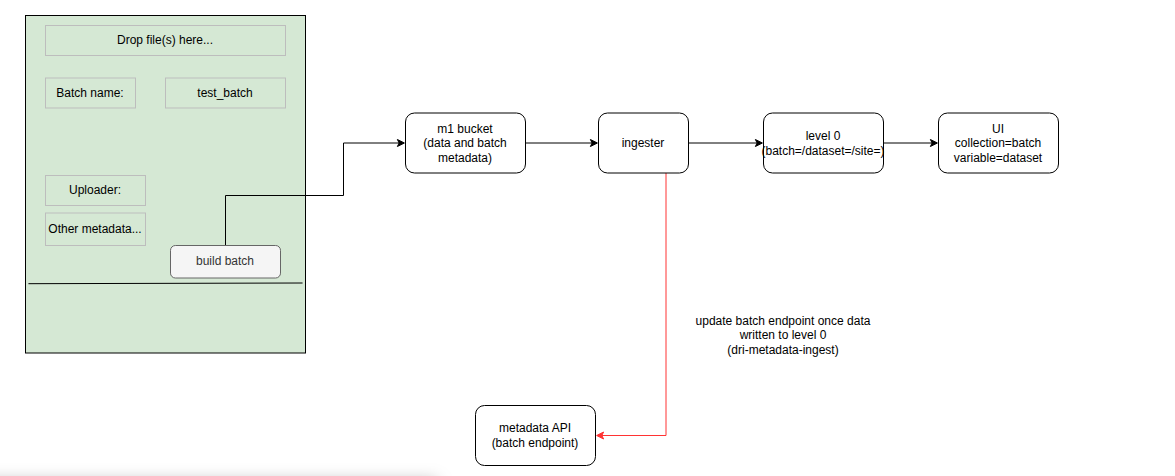 Drop file(s) here...
Batch name:
test_batch
Uploader:
Other metadata...
build batch
m1 bucket
(data and batch
metadata)
ingester
level 0
(batch=/dataset=/site=)
UI
collection=batch
variable=dataset
update batch endpoint once data
written to level 0
(dri-metadata-ingest)
metadata API
(batch endpoint)